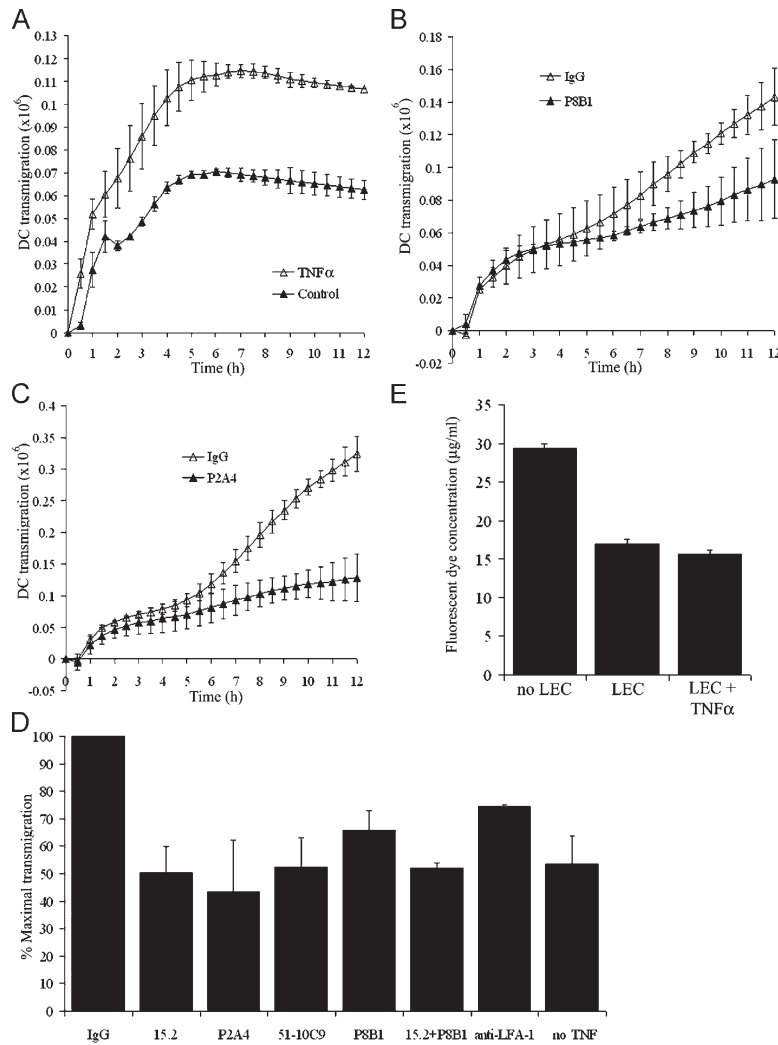 A
DC transmigration (x10⁶)
0.13
0.12
0.11
0.1
0.09
0.08
0.07
0.06
0.05
0.04
0.03
0.02
0.01
0
TNFα
Control
0 1 2 3 4 5 6 7 8 9 10 11 12
Time (h)
B
DC transmigration (x10⁶)
0.18
0.16
0.14
0.12
0.1
0.08
0.06
0.04
0.02
0
-0.02
IgG
P8B1
0 1 2 3 4 5 6 7 8 9 10 11 12
Time (h)
C
DC transmigration (x10⁶)
0.4
0.35
0.3
0.25
0.2
0.15
0.1
0.05
0
-0.05
IgG
P2A4
0 1 2 3 4 5 6 7 8 9 10 11 12
Time (h)
E
Fluorescent dye concentration (µg/ml)
35
30
25
20
15
10
5
0
no LEC LEC LEC +
TNFα
D
% Maximal transmigration
100
90
80
70
60
50
40
30
20
10
0
IgG 15.2 P2A4 51-10C9 P8B1 15.2+P8B1 anti-LFA-1 no TNF